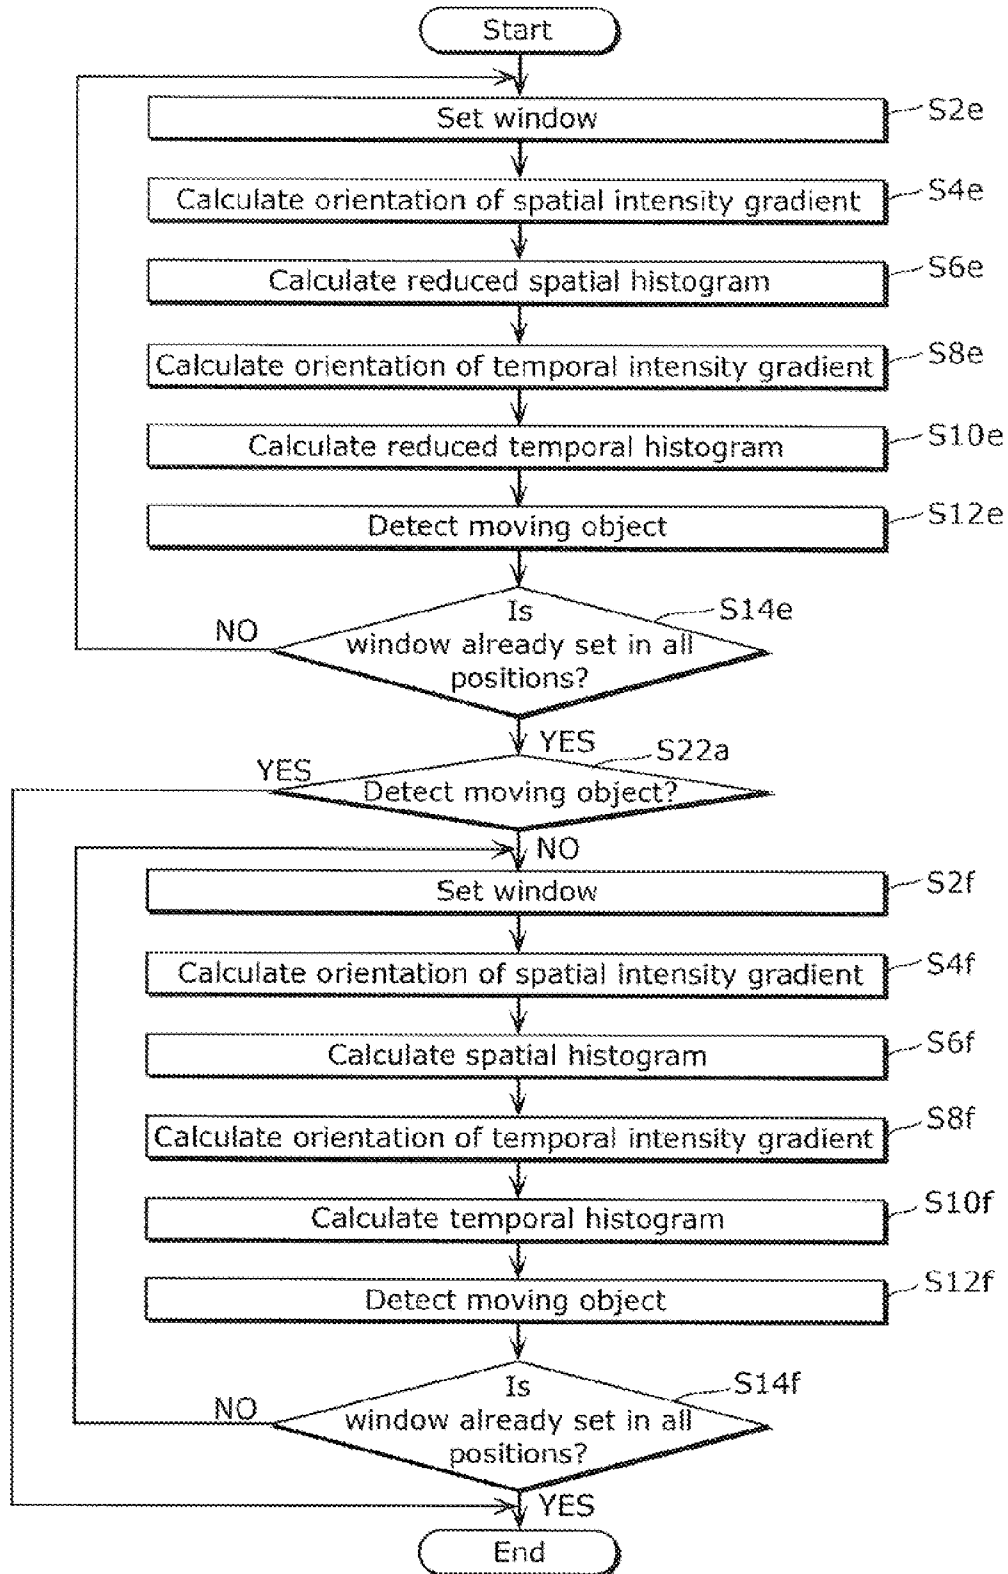 Start
Set window
S2e
Calculate orientation of spatial intensity gradient
S4e
Calculate reduced spatial histogram
S6e
Calculate orientation of temporal intensity gradient
S8e
Calculate reduced temporal histogram
S10e
Detect moving object
S12e
Is
window already set in all
positions?
S14e
NO
YES
Detect moving object?
S22a
YES
NO
Set window
S2f
Calculate orientation of spatial intensity gradient
S4f
Calculate spatial histogram
S6f
Calculate orientation of temporal intensity gradient
S8f
Calculate temporal histogram
S10f
Detect moving object
S12f
Is
window already set in all
positions?
S14f
NO
YES
End